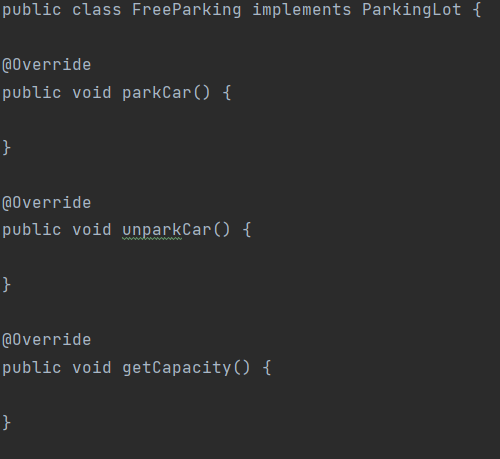 public class FreeParking implements ParkingLot {
@Override
public void parkCar() {
}
@Override
public void unparkCar() {
}
@Override
public void getCapacity() {
}